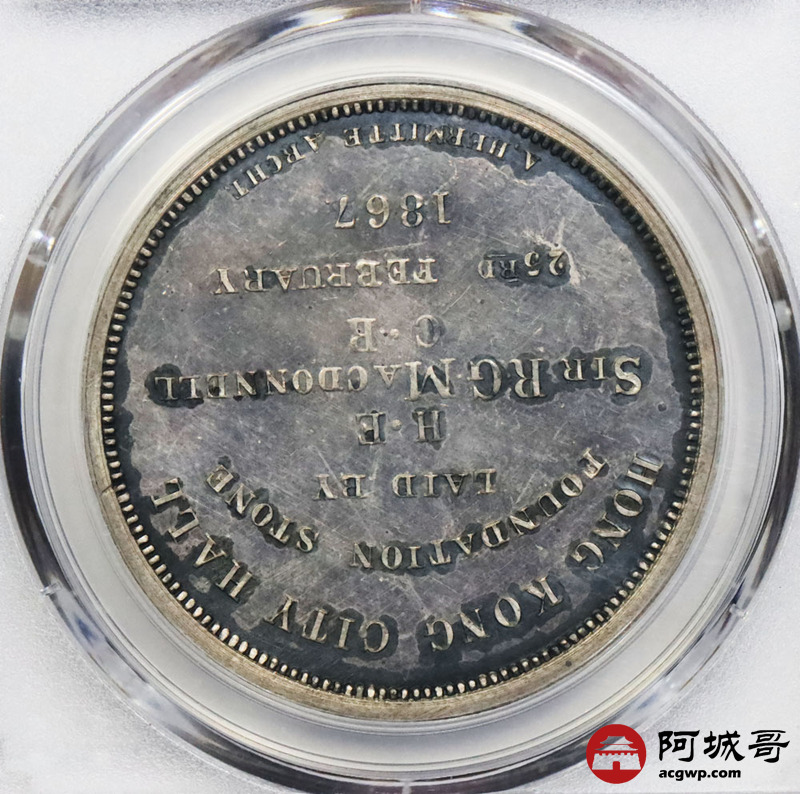 HONG KONG CITY HALL
FOUNDATION STONE
LAID BY
H·E
SIR R.G. MACDONNELL
C·B
23RD FEBRUARY
1867
A. HERMITTE ARCHT.
阿城哥
acgwp.com